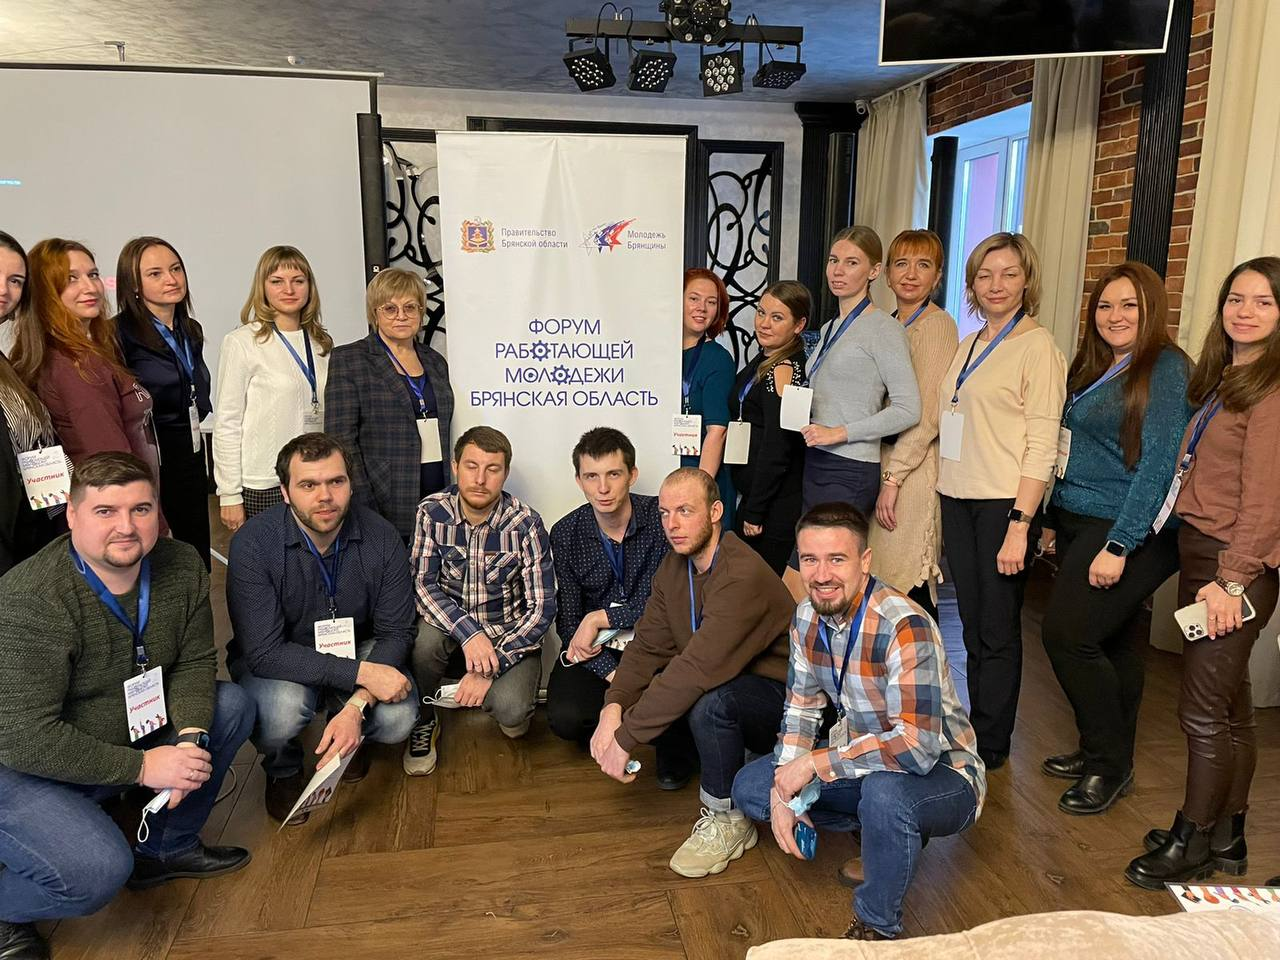 Правительство
Брянской области
Молодежь
Брянщины
ФОРУМ
РАБОТАЮЩЕЙ
МОЛОДЕЖИ
БРЯНСКАЯ ОБЛАСТЬ
Участник
Участник
Участник
Участник